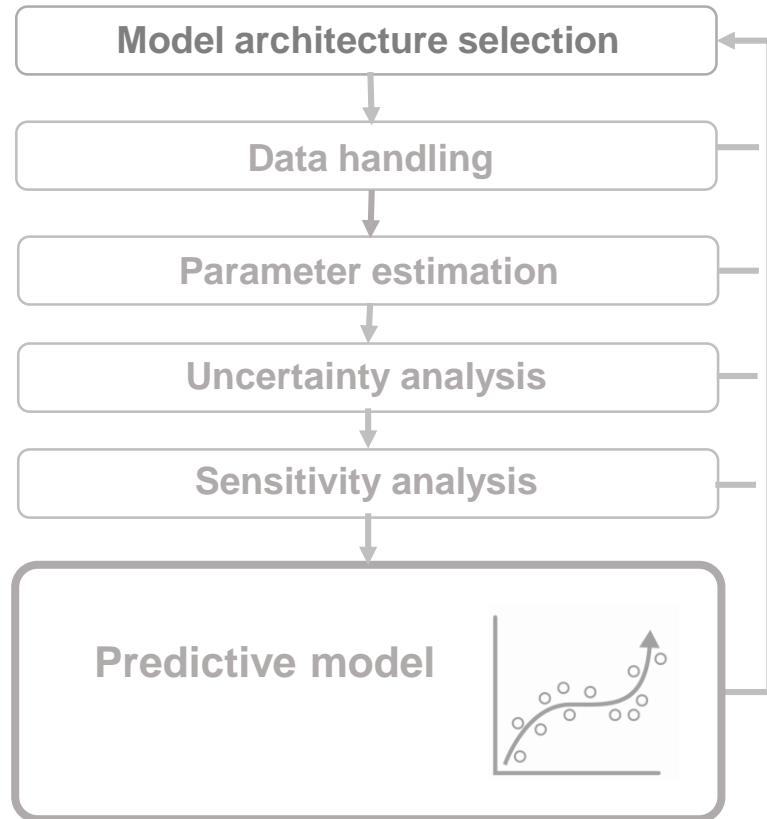 Model architecture selection
Data handling
Parameter estimation
Uncertainty analysis
Sensitivity analysis
Predictive model